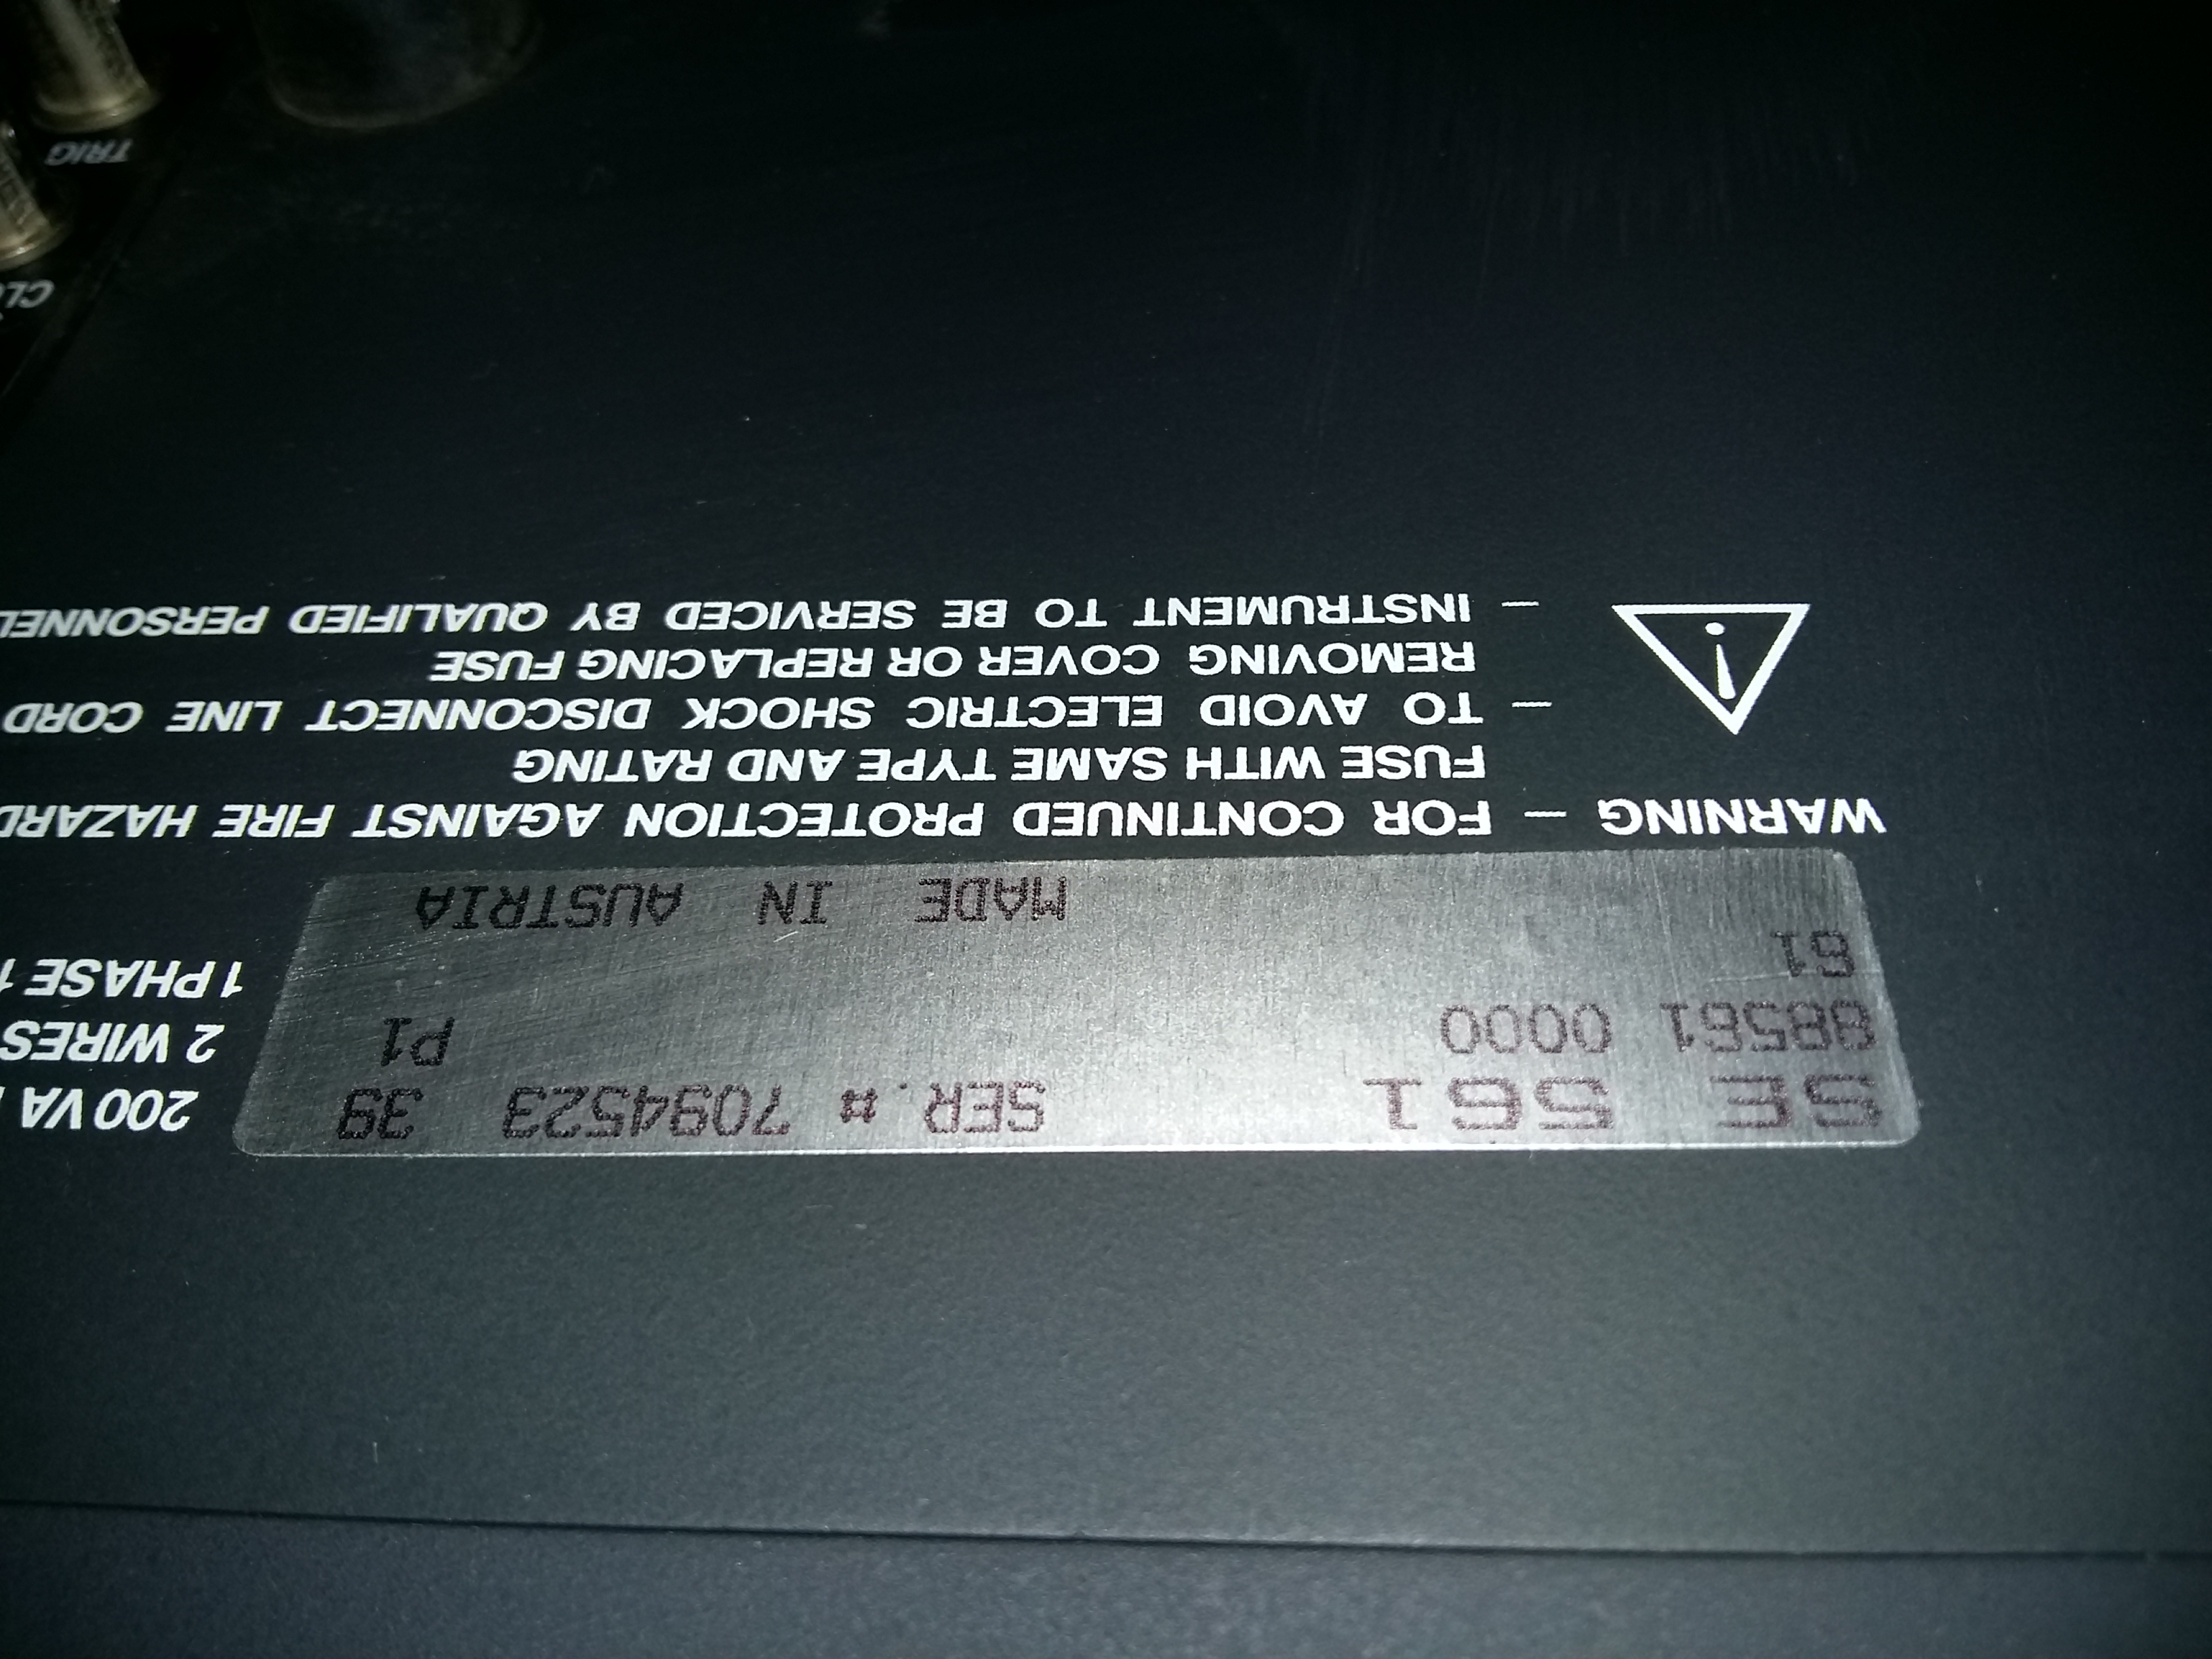 200 VA
2 WIRES
1 PHASE 1
SE 561 SER.# 7094523 39
88561 0000 P1
61
MADE IN AUSTRIA
WARNING – FOR CONTINUED PROTECTION AGAINST FIRE HAZARD
FUSE WITH SAME TYPE AND RATING
– TO AVOID ELECTRIC SHOCK DISCONNECT LINE CORD
REMOVING COVER OR REPLACING FUSE
– INSTRUMENT TO BE SERVICED BY QUALIFIED PERSONNEL
TRIG